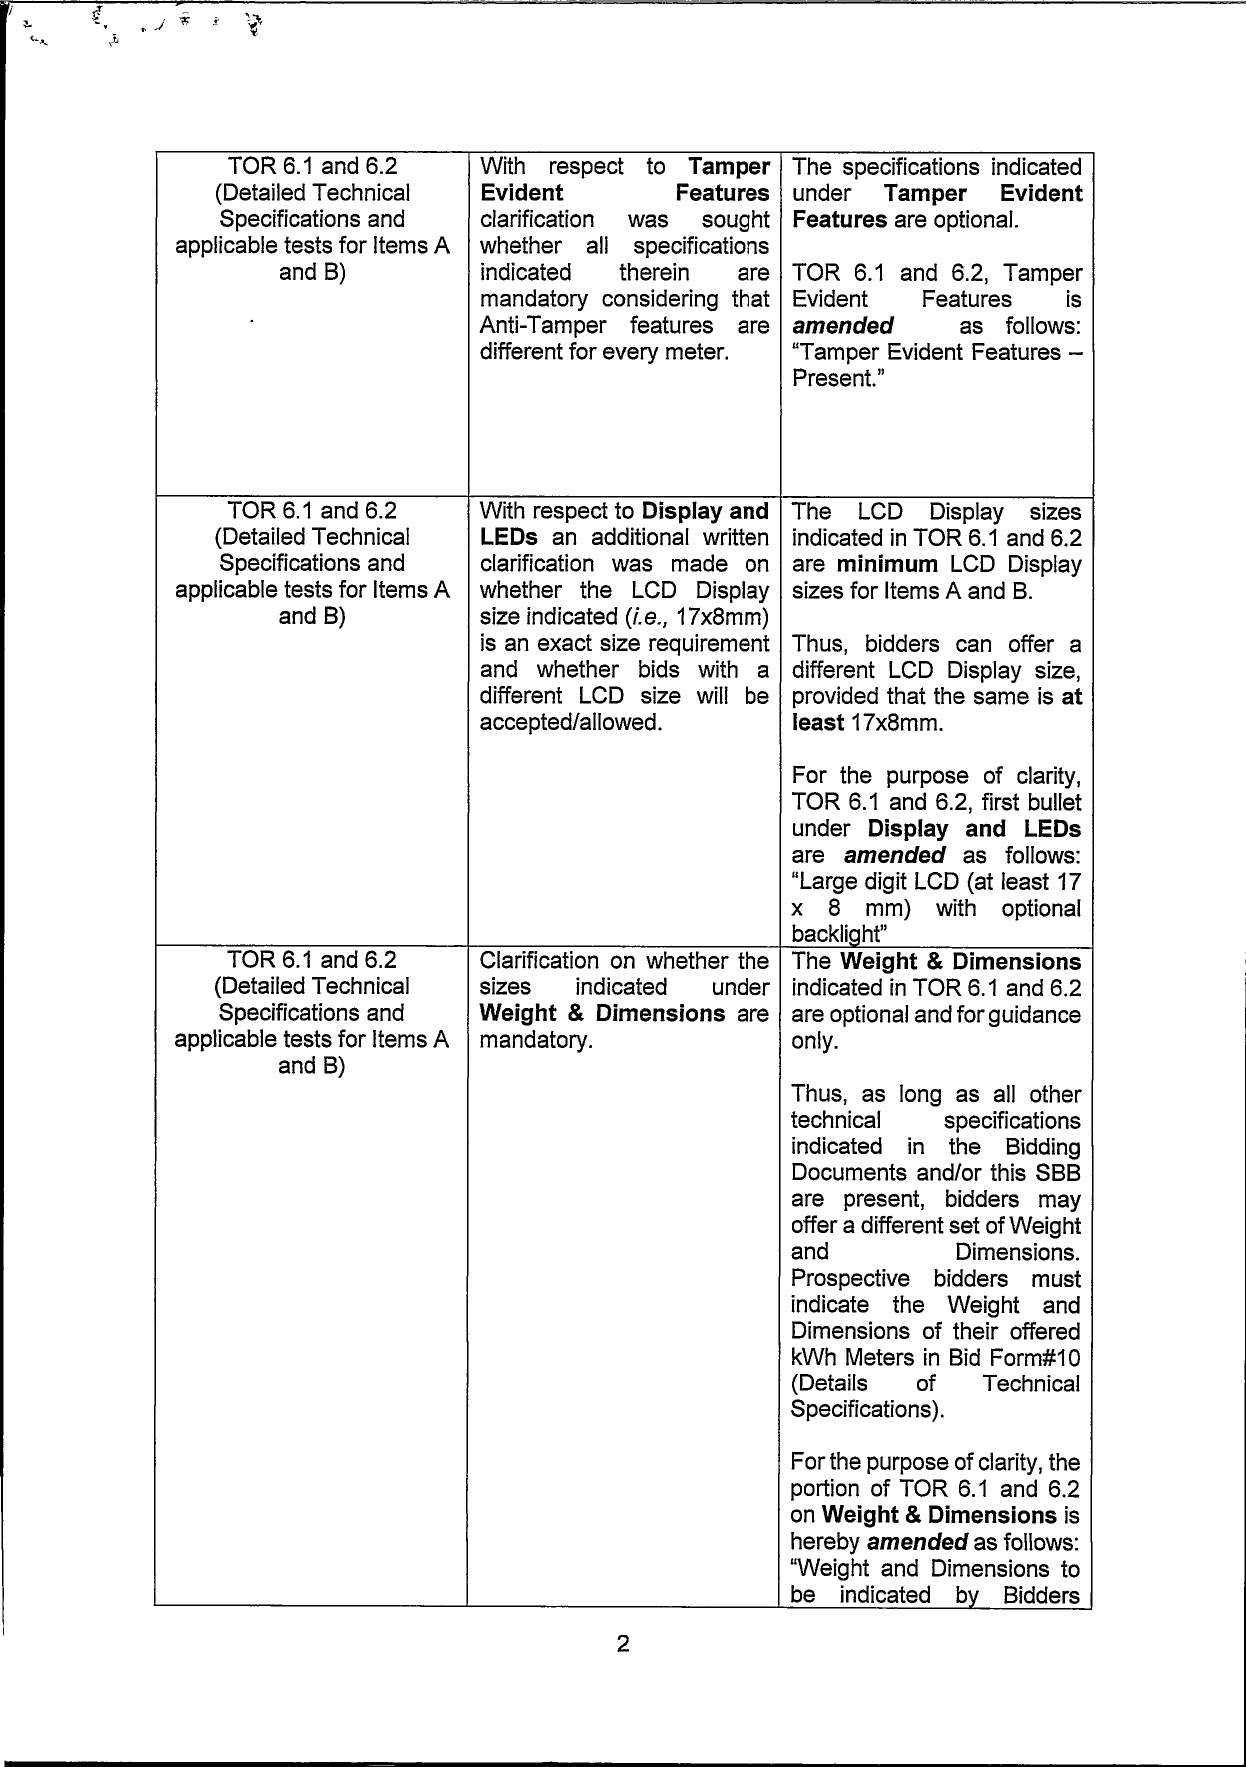 TOR 6.1 and 6.2
(Detailed Technical
Specifications and
applicable tests for Items A
and B)
With respect to Tamper
Evident Features
clarification was sought
whether all specifications
indicated therein are
mandatory considering that
Anti-Tamper features are
different for every meter.
The specifications indicated
under Tamper Evident
Features are optional.
TOR 6.1 and 6.2, Tamper
Evident Features is
amended as follows:
“Tamper Evident Features –
Present.”
TOR 6.1 and 6.2
(Detailed Technical
Specifications and
applicable tests for Items A
and B)
With respect to Display and
LEDs an additional written
clarification was made on
whether the LCD Display
size indicated (i.e., 17x8mm)
is an exact size requirement
and whether bids with a
different LCD size will be
accepted/allowed.
The LCD Display sizes
indicated in TOR 6.1 and 6.2
are minimum LCD Display
sizes for Items A and B.
Thus, bidders can offer a
different LCD Display size,
provided that the same is at
least 17x8mm.
For the purpose of clarity,
TOR 6.1 and 6.2, first bullet
under Display and LEDs
are amended as follows:
“Large digit LCD (at least 17
x 8 mm) with optional
backlight”
TOR 6.1 and 6.2
(Detailed Technical
Specifications and
applicable tests for Items A
and B)
Clarification on whether the
sizes indicated under
Weight & Dimensions are
mandatory.
The Weight & Dimensions
indicated in TOR 6.1 and 6.2
are optional and for guidance
only.
Thus, as long as all other
technical specifications
indicated in the Bidding
Documents and/or this SBB
are present, bidders may
offer a different set of Weight
and Dimensions.
Prospective bidders must
indicate the Weight and
Dimensions of their offered
kWh Meters in Bid Form#10
(Details of Technical
Specifications).
For the purpose of clarity, the
portion of TOR 6.1 and 6.2
on Weight & Dimensions is
hereby amended as follows:
“Weight and Dimensions to
be indicated by Bidders
2